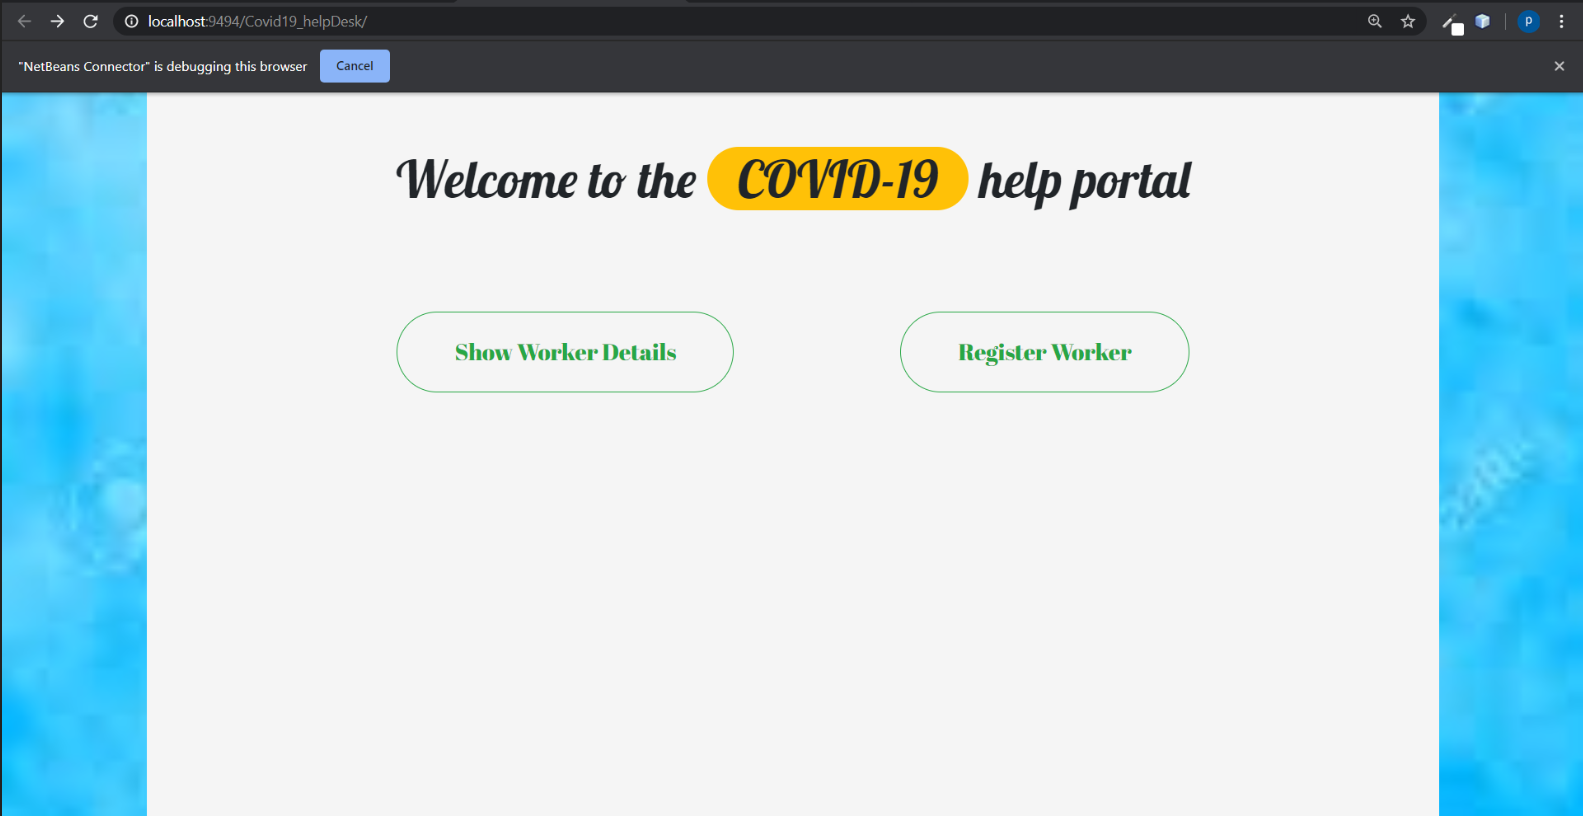 localhost:9494/Covid19_helpDesk/
p
"NetBeans Connector" is debugging this browser Cancel
Welcome to the COVID-19 help portal
Show Worker Details Register Worker